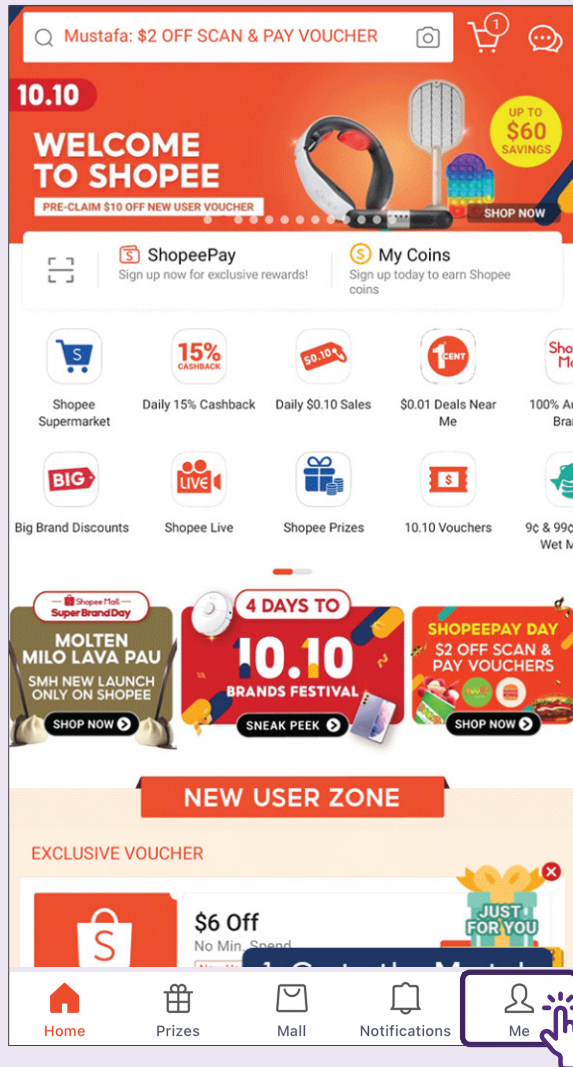 Mustafa: $2 OFF SCAN & PAY VOUCHER
1
10.10
WELCOME
TO SHOPEE
PRE-CLAIM $10 OFF NEW USER VOUCHER
UP TO
$60
SAVINGS
SHOP NOW
S ShopeePay
Sign up now for exclusive rewards!
S My Coins
Sign up today to earn Shopee
coins
S
Shopee
Supermarket
15%
CASHBACK
Daily 15% Cashback
$0.10
Daily $0.10 Sales
1 CENT
$0.01 Deals Near
Me
Sho
100% Au
Bra
BIG
Big Brand Discounts
LIVE
Shopee Live
Shopee Prizes
$
10.10 Vouchers
9¢ & 99¢
Wet M
Shopee Mall
Super Brand Day
MOLTEN
MILO LAVA PAU
SMH NEW LAUNCH
ONLY ON SHOPEE
SHOP NOW
4 DAYS TO
10.10
BRANDS FESTIVAL
SNEAK PEEK
SHOPEEPAY DAY
$2 OFF SCAN &
PAY VOUCHERS
SHOP NOW
NEW USER ZONE
EXCLUSIVE VOUCHER
S
$6 Off
No Min. Spend
JUST
FOR YOU
Home
Prizes
Mall
Notifications
Me